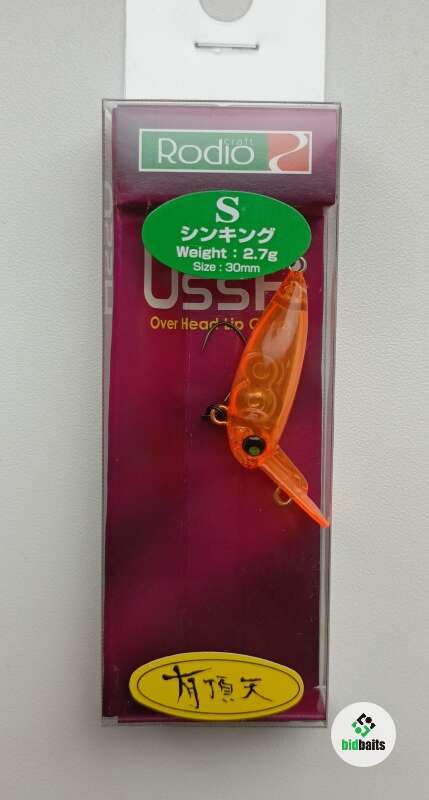 Rodio
craft
S
シンキング
Weight : 2.7g
Size : 30mm
Over Head Lip
有頂天
bidbaits